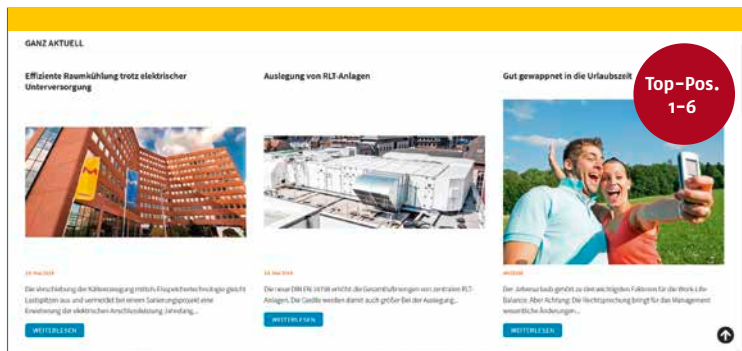 GANZ AKTUELL
Effiziente Raumkühlung trotz elektrischer
Unterversorgung
Auslegung von RLT-Anlagen
Gut gewappnet in die Urlaubszeit
Top-Pos.
1-6
Die Verschiebung der Kälteerzeugung mittels Eisspeichertechnologie gleicht
Lastspitzen aus und vermeidet bei einem Sanierungsprojekt eine
Erweiterung der elektrischen Anschlussleistung. Jahrelang...
Die neue DIN EN 16798 erhöht die Gesamtluftmengen von zentralen RLT-
Anlagen. Die Geräte werden damit auch größer. Bei der Auslegung...
ANZEIGE
Der Jahresurlaub gehört zu den wichtigsten Faktoren für die Work-Life-
Balance. Aber Achtung: Die Rechtsprechung bringt für das Management
wesentliche Änderungen...
WEITERLESEN
WEITERLESEN
WEITERLESEN